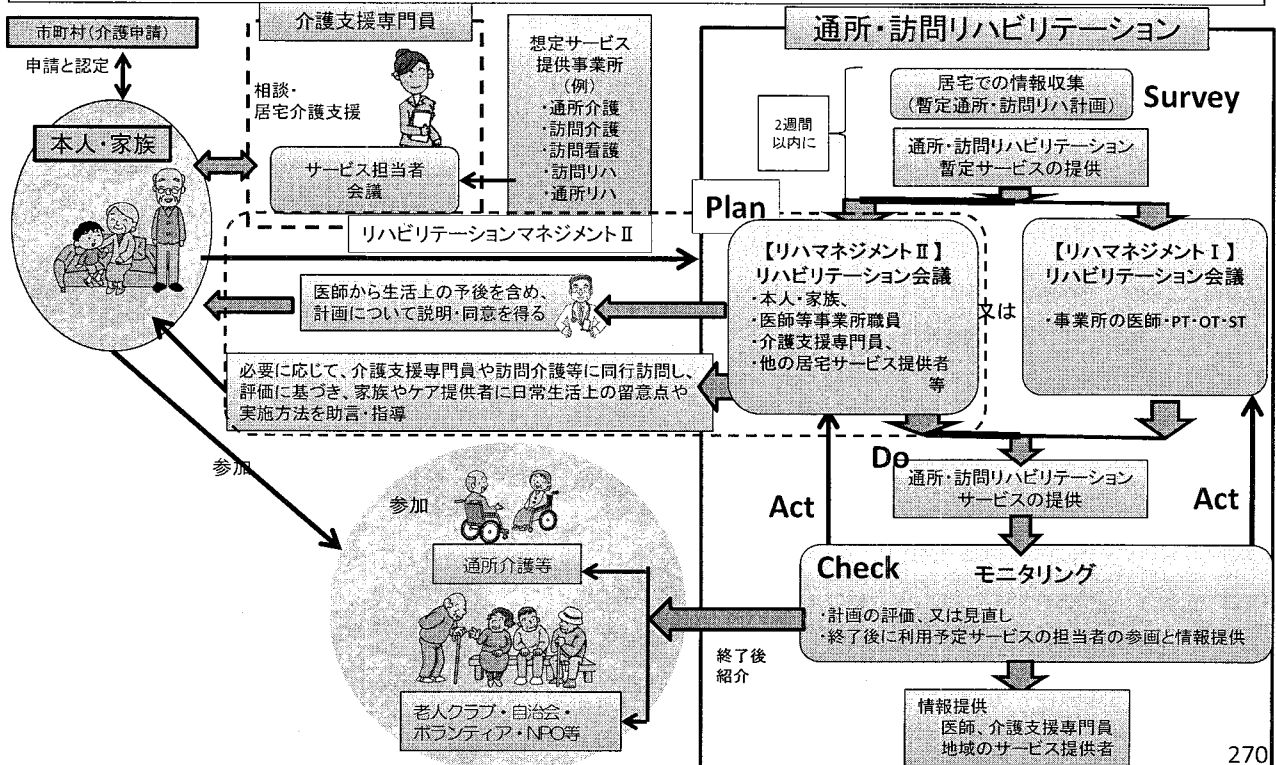 市町村(介護申請)
申請と認定
本人・家族
介護支援専門員
相談・
居宅介護支援
サービス担当者
会議
想定サービス
提供事業所
(例)
・通所介護
・訪問介護
・訪問看護
・訪問リハ
・通所リハ
通所・訪問リハビリテーション
居宅での情報収集
(暫定通所・訪問リハ計画)
Survey
2週間
以内に
通所・訪問リハビリテーション
暫定サービスの提供
Plan
リハビリテーションマネジメントⅡ
【リハマネジメントⅡ】
リハビリテーション会議
・本人・家族、
・医師等事業所職員
・介護支援専門員、
・他の居宅サービス提供者
等
又は
【リハマネジメントⅠ】
リハビリテーション会議
・事業所の医師・PT・OT・ST
医師から生活上の予後を含め、
計画について説明・同意を得る
必要に応じて、介護支援専門員や訪問介護等に同行訪問し、
評価に基づき、家族やケア提供者に日常生活上の留意点や
実施方法を助言・指導
Do
通所・訪問リハビリテーション
サービスの提供
Act
Act
Check
モニタリング
・計画の評価、又は見直し
・終了後に利用予定サービスの担当者の参画と情報提供
参加
参加
通所介護等
老人クラブ・自治会・
ボランティア・NPO等
終了後
紹介
情報提供
医師、介護支援専門員
地域のサービス提供者
270